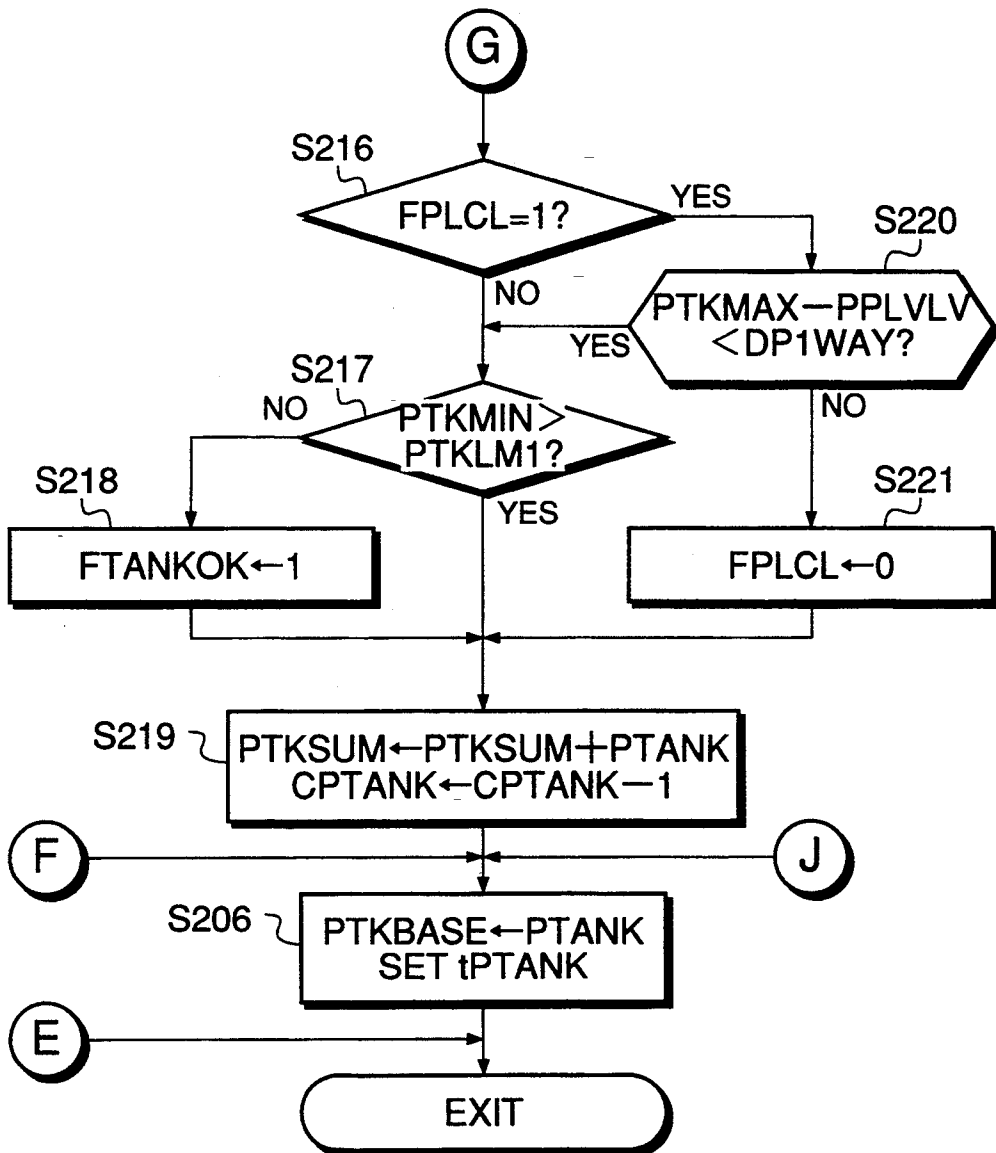 G
S216
FPLCL=1?
YES
S220
NO
PTKMAX−PPLVLV
<DP1WAY?
YES
S217
NO
PTKMIN>
PTKLM1?
NO
S218
YES
S221
FTANKOK←1
FPLCL←0
S219
PTKSUM←PTKSUM+PTANK
CPTANK←CPTANK−1
F
J
S206
PTKBASE←PTANK
SET tPTANK
E
EXIT